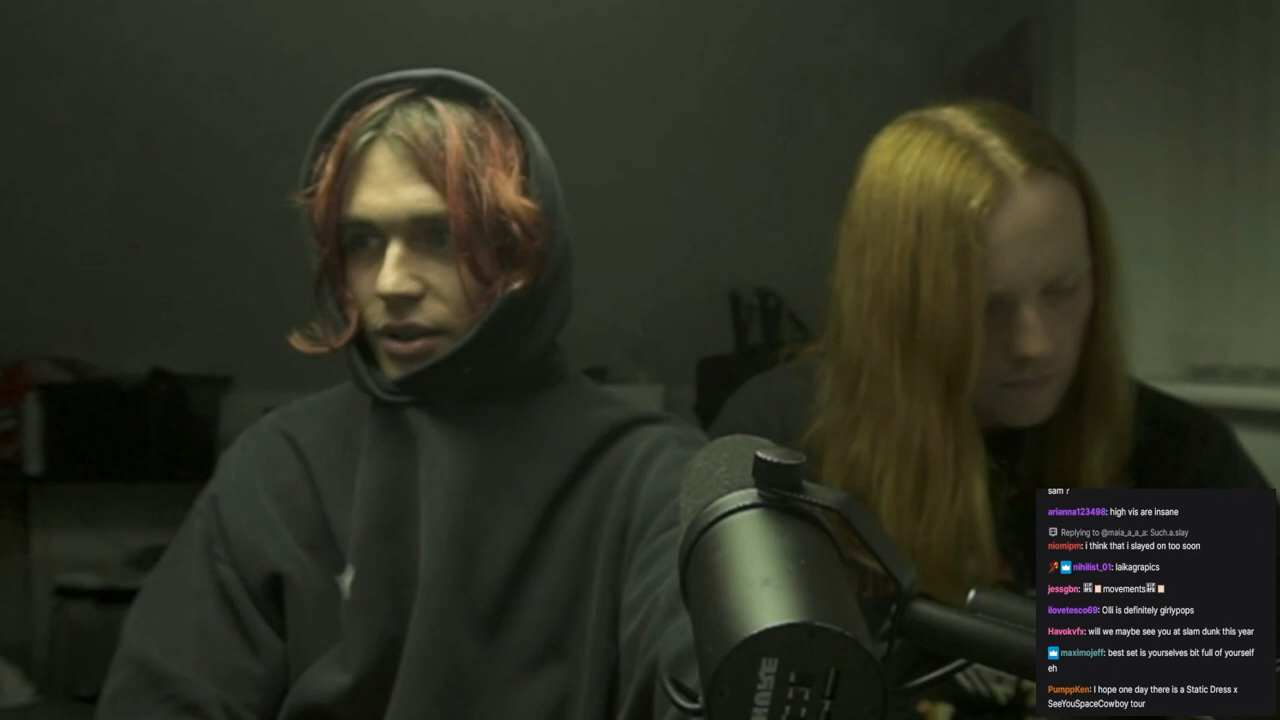 sam ?
arianna123498: high vis are insane
Replying to @maia_a_a_a: Such.a.slay
niomipm: i think that i slayed on too soon
nihilist_01: laikagrapics
jessgbn: movements
ilovetesco69: Olli is definitely girlypops
Havokvfx: will we maybe see you at slam dunk this year
maximojeff: best set is yourselves bit full of yourself
eh
PumppKen: I hope one day there is a Static Dress x
SeeYouSpaceCowboy tour
SHURE